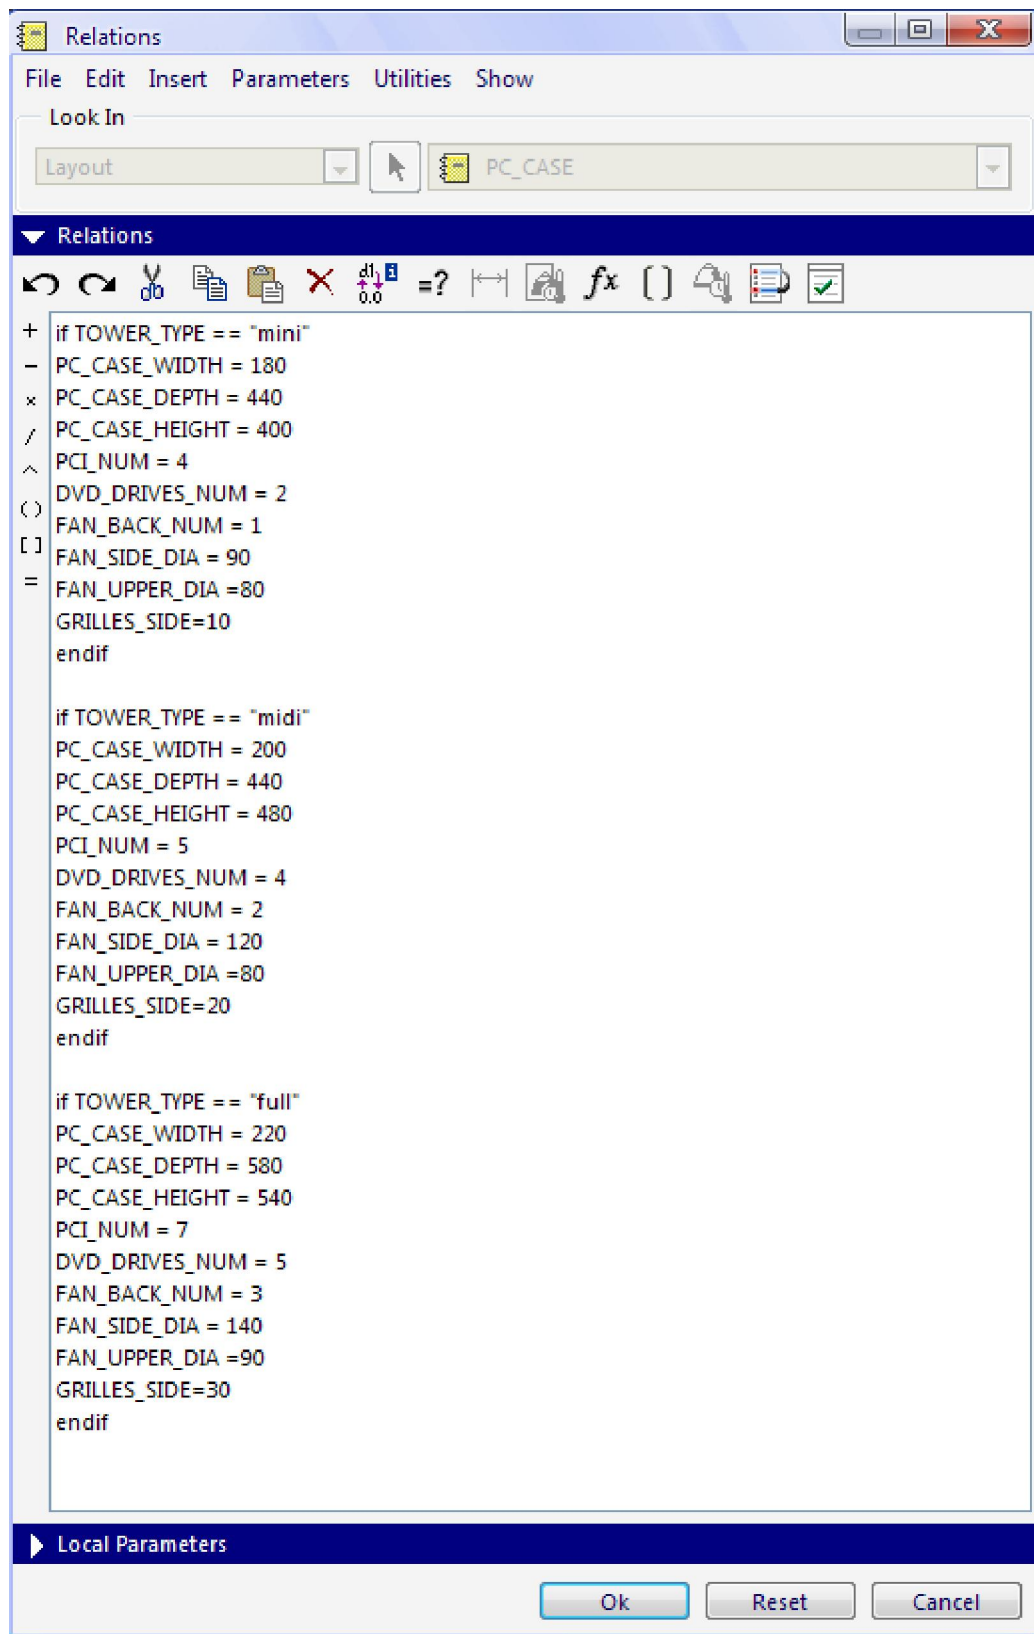 Relations
File Edit Insert Parameters Utilities Show
Look In
Layout PC_CASE
Relations
if TOWER_TYPE == "mini"
PC_CASE_WIDTH = 180
PC_CASE_DEPTH = 440
PC_CASE_HEIGHT = 400
PCI_NUM = 4
DVD_DRIVES_NUM = 2
FAN_BACK_NUM = 1
FAN_SIDE_DIA = 90
FAN_UPPER_DIA =80
GRILLES_SIDE=10
endif
if TOWER_TYPE == "midi"
PC_CASE_WIDTH = 200
PC_CASE_DEPTH = 440
PC_CASE_HEIGHT = 480
PCI_NUM = 5
DVD_DRIVES_NUM = 4
FAN_BACK_NUM = 2
FAN_SIDE_DIA = 120
FAN_UPPER_DIA =80
GRILLES_SIDE=20
endif
if TOWER_TYPE == "full"
PC_CASE_WIDTH = 220
PC_CASE_DEPTH = 580
PC_CASE_HEIGHT = 540
PCI_NUM = 7
DVD_DRIVES_NUM = 5
FAN_BACK_NUM = 3
FAN_SIDE_DIA = 140
FAN_UPPER_DIA =90
GRILLES_SIDE=30
endif
Local Parameters
Ok Reset Cancel